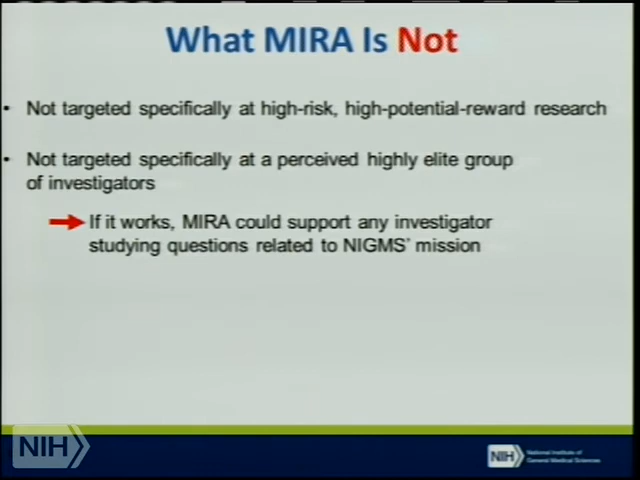 What MIRA Is Not
• Not targeted specifically at high-risk, high-potential-reward research
• Not targeted specifically at a perceived highly elite group
of investigators
If it works, MIRA could support any investigator
studying questions related to NIGMS' mission
NIH
NIH
National Institute of
General Medical Sciences